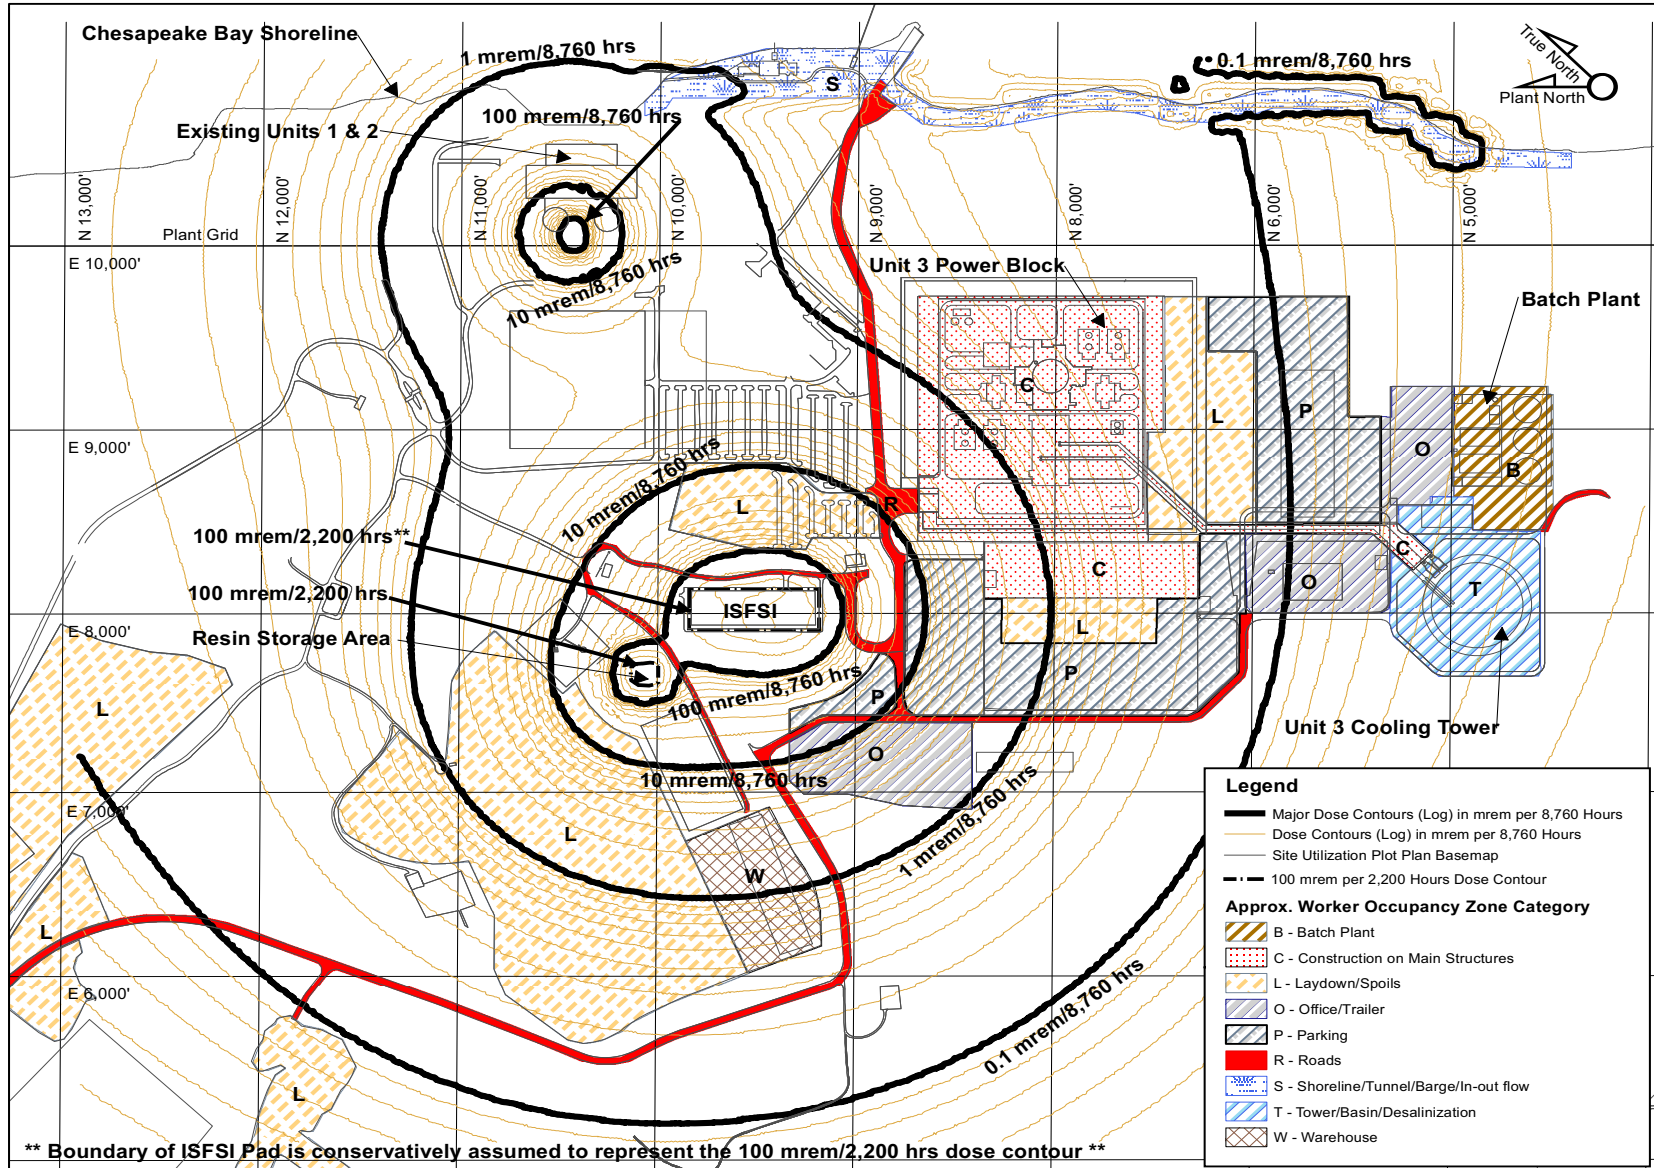 Chesapeake Bay Shoreline
1 mrem/8,760 hrs
0.1 mrem/8,760 hrs
True North
Plant North
S
100 mrem/8,760 hrs
Existing Units 1 & 2
N 13,000'
N 12,000'
N 11,000'
N 10,000'
N 9,000'
N 8,000'
N 6,000'
N 5,000'
Plant Grid
E 10,000'
10 mrem/8,760 hrs
Unit 3 Power Block
Batch Plant
C
L
P
O
B
E 9,000'
10 mrem/8,760 hrs
L
R
100 mrem/2,200 hrs**
C
C
100 mrem/2,200 hrs
ISFSI
O
T
E 8,000'
Resin Storage Area
L
P
100 mrem/8,760 hrs
P
L
Unit 3 Cooling Tower
O
10 mrem/8,760 hrs
E 7,000'
L
1 mrem/8,760 hrs
W
L
E 6,000'
0.1 mrem/8,760 hrs
L
** Boundary of ISFSI Pad is conservatively assumed to represent the 100 mrem/2,200 hrs dose contour **
Legend
Major Dose Contours (Log) in mrem per 8,760 Hours
Dose Contours (Log) in mrem per 8,760 Hours
Site Utilization Plot Plan Basemap
100 mrem per 2,200 Hours Dose Contour
Approx. Worker Occupancy Zone Category
B - Batch Plant
C - Construction on Main Structures
L - Laydown/Spoils
O - Office/Trailer
P - Parking
R - Roads
S - Shoreline/Tunnel/Barge/In-out flow
T - Tower/Basin/Desalinization
W - Warehouse